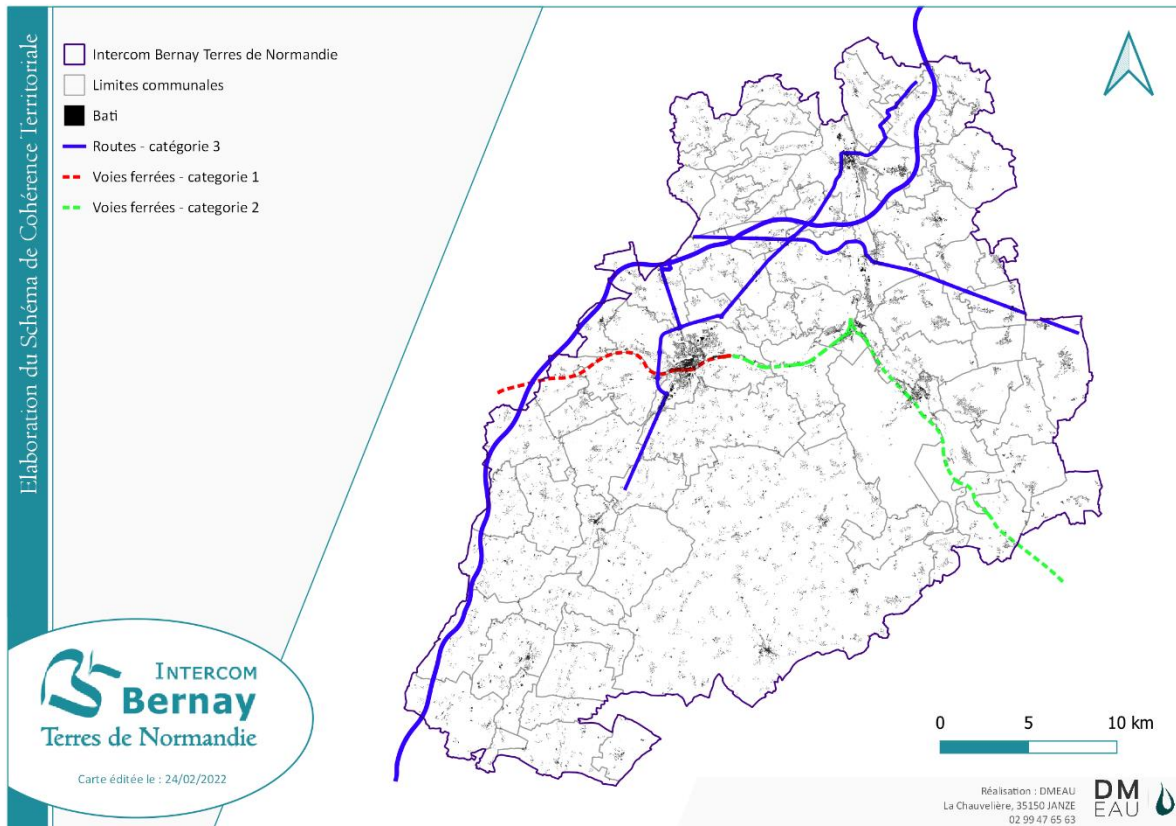 Elaboration du Schéma de Cohérence Territoriale
Intercom Bernay Terres de Normandie
Limites communales
Bati
Routes - catégorie 3
Voies ferrées - categorie 1
Voies ferrées - categorie 2
INTERCOM
Bernay
Terres de Normandie
Carte éditée le : 24/02/2022
0 5 10 km
Réalisation : DMEAU
La Chauvelière, 35150 JANZE
02 99 47 65 63
DM
EAU